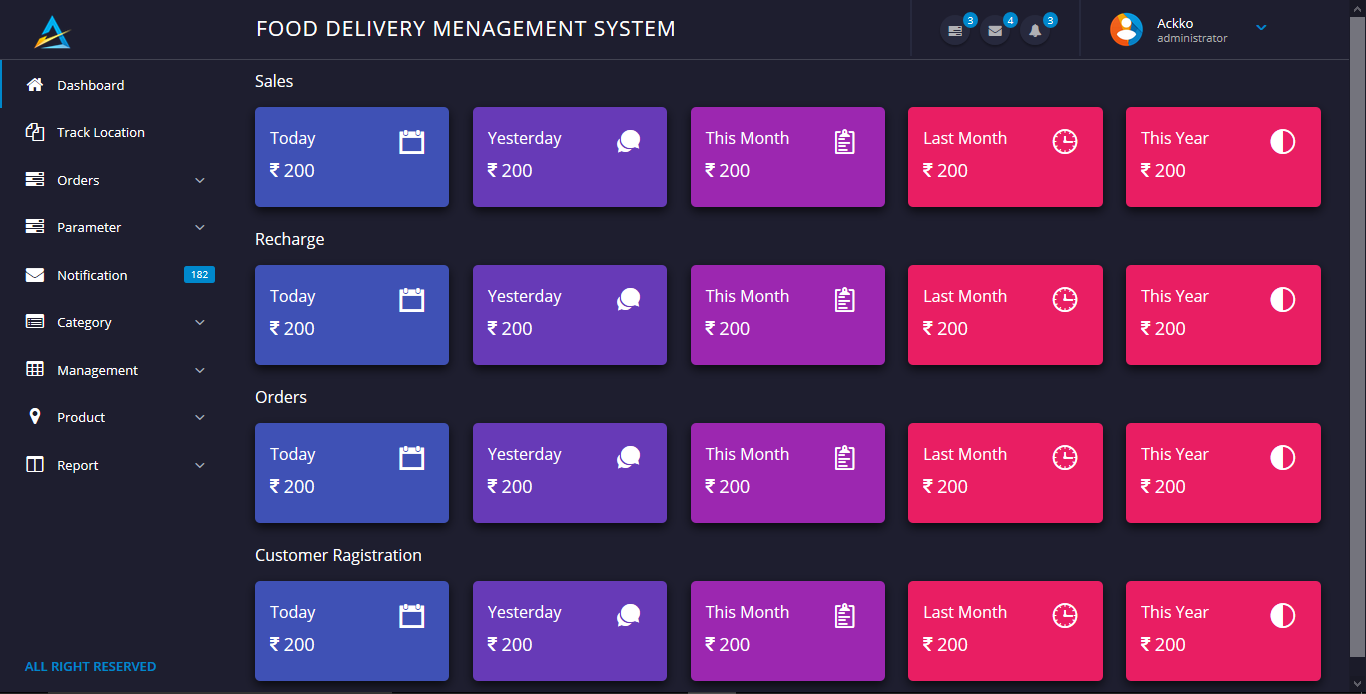 FOOD DELIVERY MENAGEMENT SYSTEM
3 4 3
Ackko
administrator
Dashboard
Track Location
Orders
Parameter
Notification 182
Category
Management
Product
Report
ALL RIGHT RESERVED
Sales
Today Yesterday This Month Last Month This Year
₹ 200 ₹ 200 ₹ 200 ₹ 200 ₹ 200
Recharge
Today Yesterday This Month Last Month This Year
₹ 200 ₹ 200 ₹ 200 ₹ 200 ₹ 200
Orders
Today Yesterday This Month Last Month This Year
₹ 200 ₹ 200 ₹ 200 ₹ 200 ₹ 200
Customer Ragistration
Today Yesterday This Month Last Month This Year
₹ 200 ₹ 200 ₹ 200 ₹ 200 ₹ 200